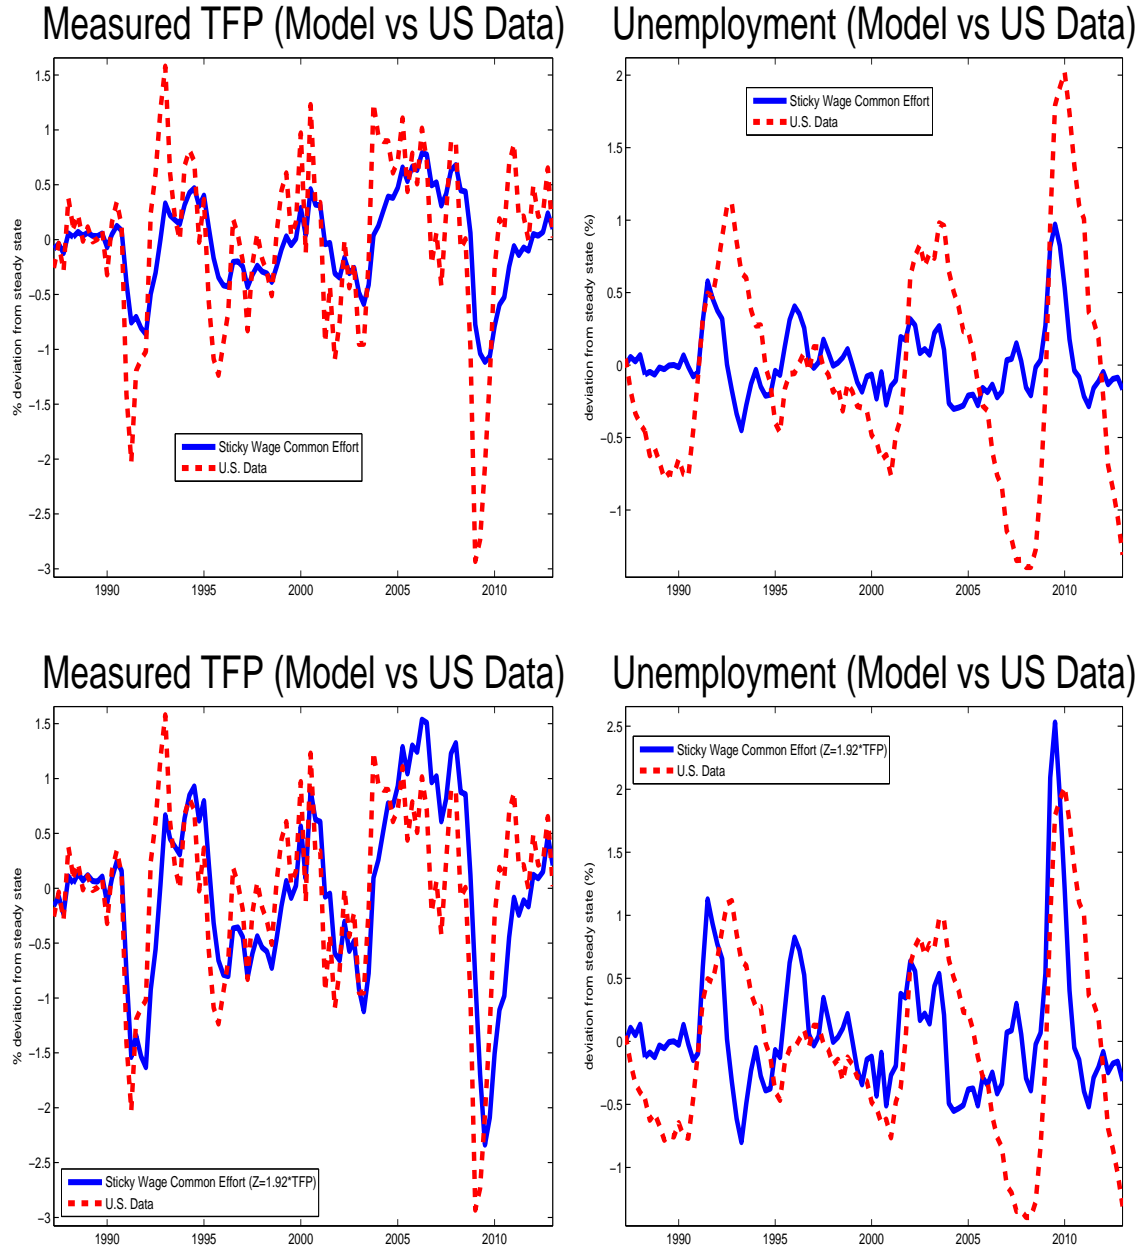 Measured TFP (Model vs US Data)
% deviation from steady state
1.5
1
0.5
0
−0.5
−1
−1.5
−2
−2.5
−3
Sticky Wage Common Effort
U.S. Data
1990 1995 2000 2005 2010
Unemployment (Model vs US Data)
deviation from steady state (%)
2
1.5
1
0.5
0
−0.5
−1
Sticky Wage Common Effort
U.S. Data
1990 1995 2000 2005 2010
Measured TFP (Model vs US Data)
% deviation from steady state
1.5
1
0.5
0
−0.5
−1
−1.5
−2
−2.5
−3
Sticky Wage Common Effort (Z=1.92*TFP)
U.S. Data
1990 1995 2000 2005 2010
Unemployment (Model vs US Data)
deviation from steady state (%)
2.5
2
1.5
1
0.5
0
−0.5
−1
Sticky Wage Common Effort (Z=1.92*TFP)
U.S. Data
1990 1995 2000 2005 2010